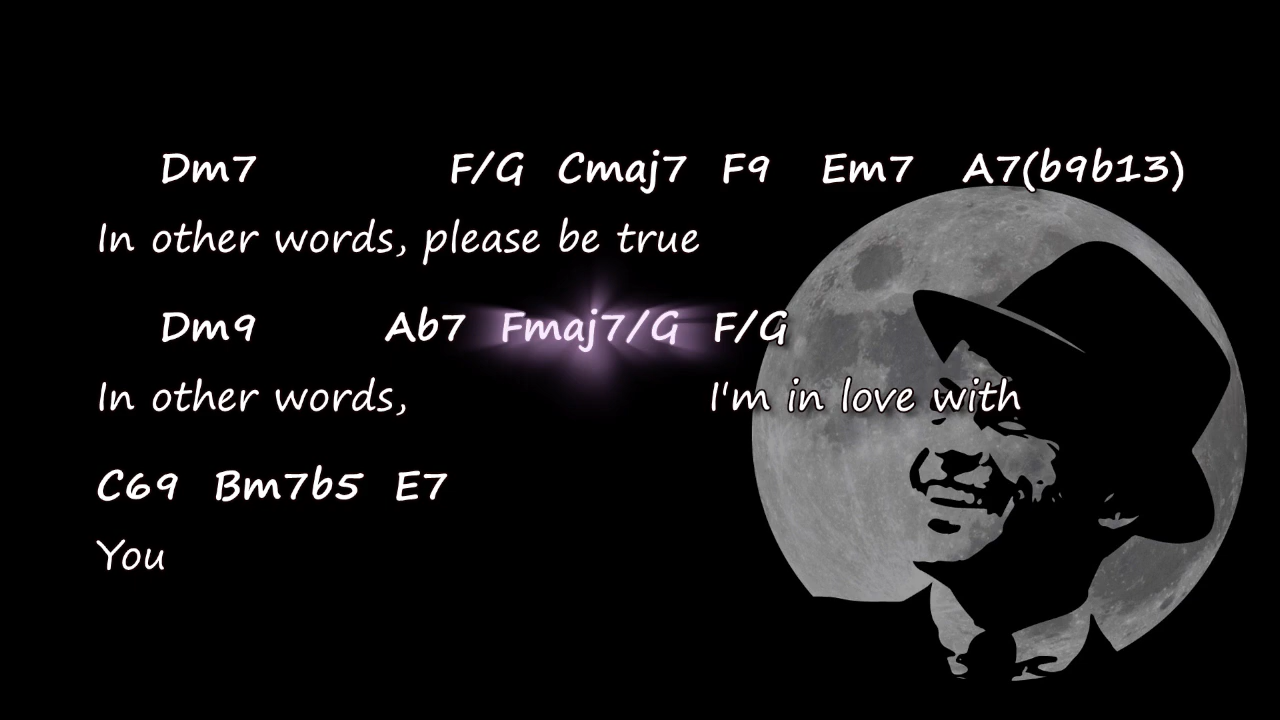 Dm7 F/G Cmaj7 F9 Em7 A7(b9b13)
In other words, please be true
Dm9 Ab7 Fmaj7/G F/G
In other words, I'm in love with
C69 Bm7b5 E7
You